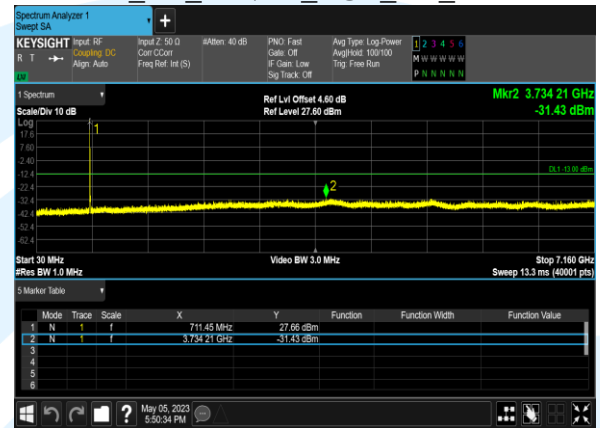 Spectrum Analyzer 1
Swept SA
+
KEYSIGHT Input: RF Input Z: 50 Ω #Atten: 40 dB PNO: Fast Avg Type: Log-Power 1 2 3 4 5 6
R T Coupling: DC Corr CCorr Gate: Off Avg|Hold: 100/100 M W W W W W
Align: Auto Freq Ref: Int (S) IF Gain: Low Trig: Free Run P N N N N N
LXI Sig Track: Off
1 Spectrum Ref Lvl Offset 4.60 dB Mkr2 3.734 21 GHz
Scale/Div 10 dB Ref Level 27.60 dBm -31.43 dBm
Log
1
17.6
7.60
-2.40
DL1 -13.00 dBm
-12.4
-22.4
2
-32.4
-42.4
-52.4
-62.4
Start 30 MHz Video BW 3.0 MHz Stop 7.160 GHz
#Res BW 1.0 MHz Sweep 13.3 ms (40001 pts)
5 Marker Table
Mode Trace Scale X Y Function Function Width Function Value
1 N 1 f 711.45 MHz 27.66 dBm
2 N 1 f 3.734 21 GHz -31.43 dBm
3
4
5
6
? May 05, 2023
5:50:34 PM